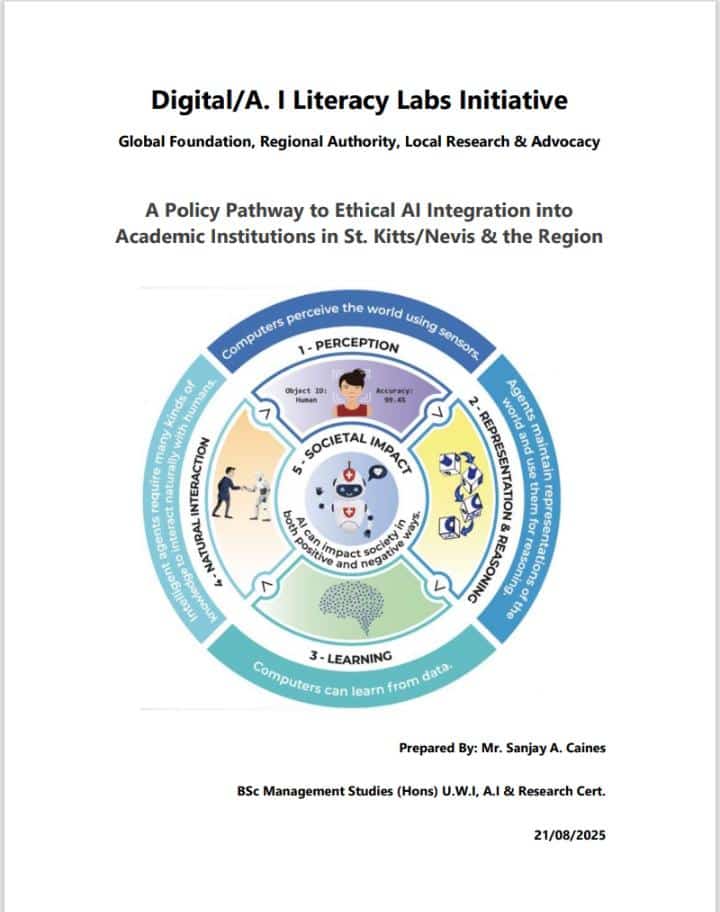 Digital/A. I Literacy Labs Initiative
Global Foundation, Regional Authority, Local Research & Advocacy
A Policy Pathway to Ethical AI Integration into
Academic Institutions in St. Kitts/Nevis & the Region
Computers perceive the world using sensors.
1 - PERCEPTION
Object ID:
Human
Accuracy:
99.4%
Agents maintain representations of the
world and use them for reasoning.
2 - REPRESENTATION & REASONING
3 - LEARNING
Computers can learn from data.
Intelligent agents require many kinds of
knowledge to interact naturally with humans.
4 - NATURAL INTERACTION
5 - SOCIETAL IMPACT
AI can impact society in
both positive and negative ways.
Prepared By: Mr. Sanjay A. Caines
BSc Management Studies (Hons) U.W.I, A.I & Research Cert.
21/08/2025